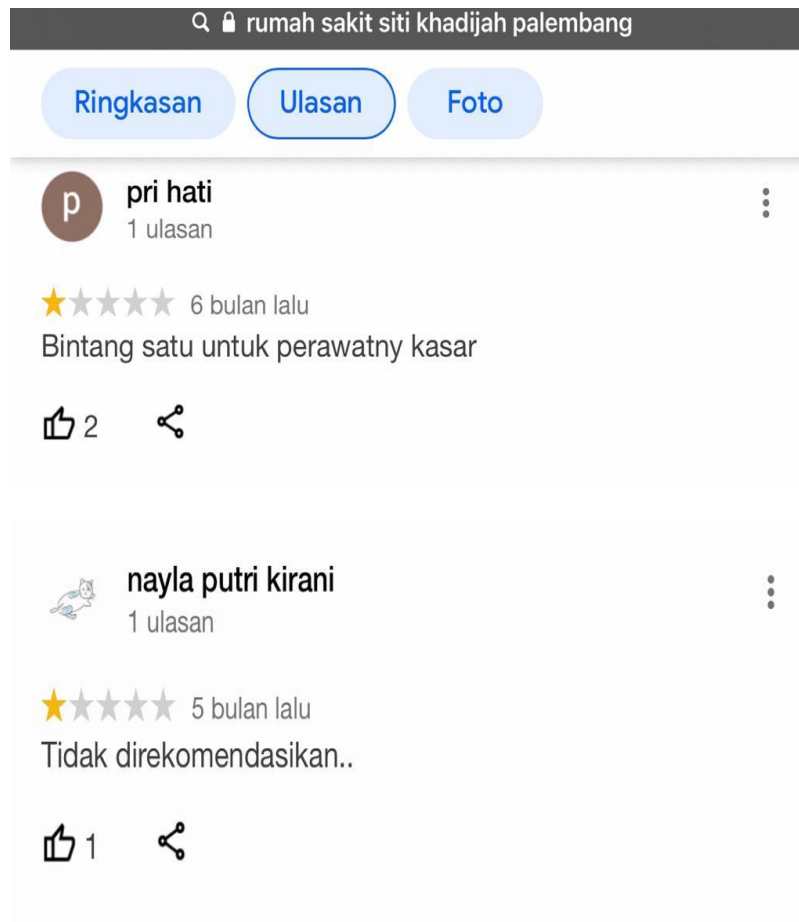 rumah sakit siti khadijah palembang
Ringkasan Ulasan Foto
p
pri hati
1 ulasan
6 bulan lalu
Bintang satu untuk perawatny kasar
2
nayla putri kirani
1 ulasan
5 bulan lalu
Tidak direkomendasikan..
1